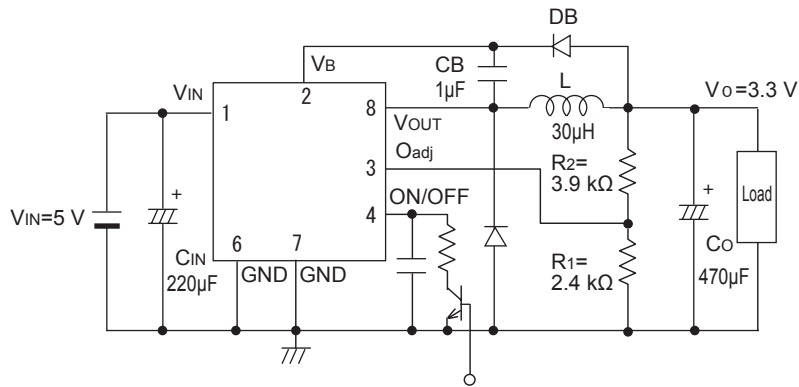 DB
VB
CB
1µF
2
VIN
1
8
VOUT
L
30µH
VO=3.3 V
Oadj
3
R2=
3.9 kΩ
ON/OFF
4
+
+
Load
VIN=5 V
CIN
220µF
6
GND
7
GND
R1=
2.4 kΩ
CO
470µF